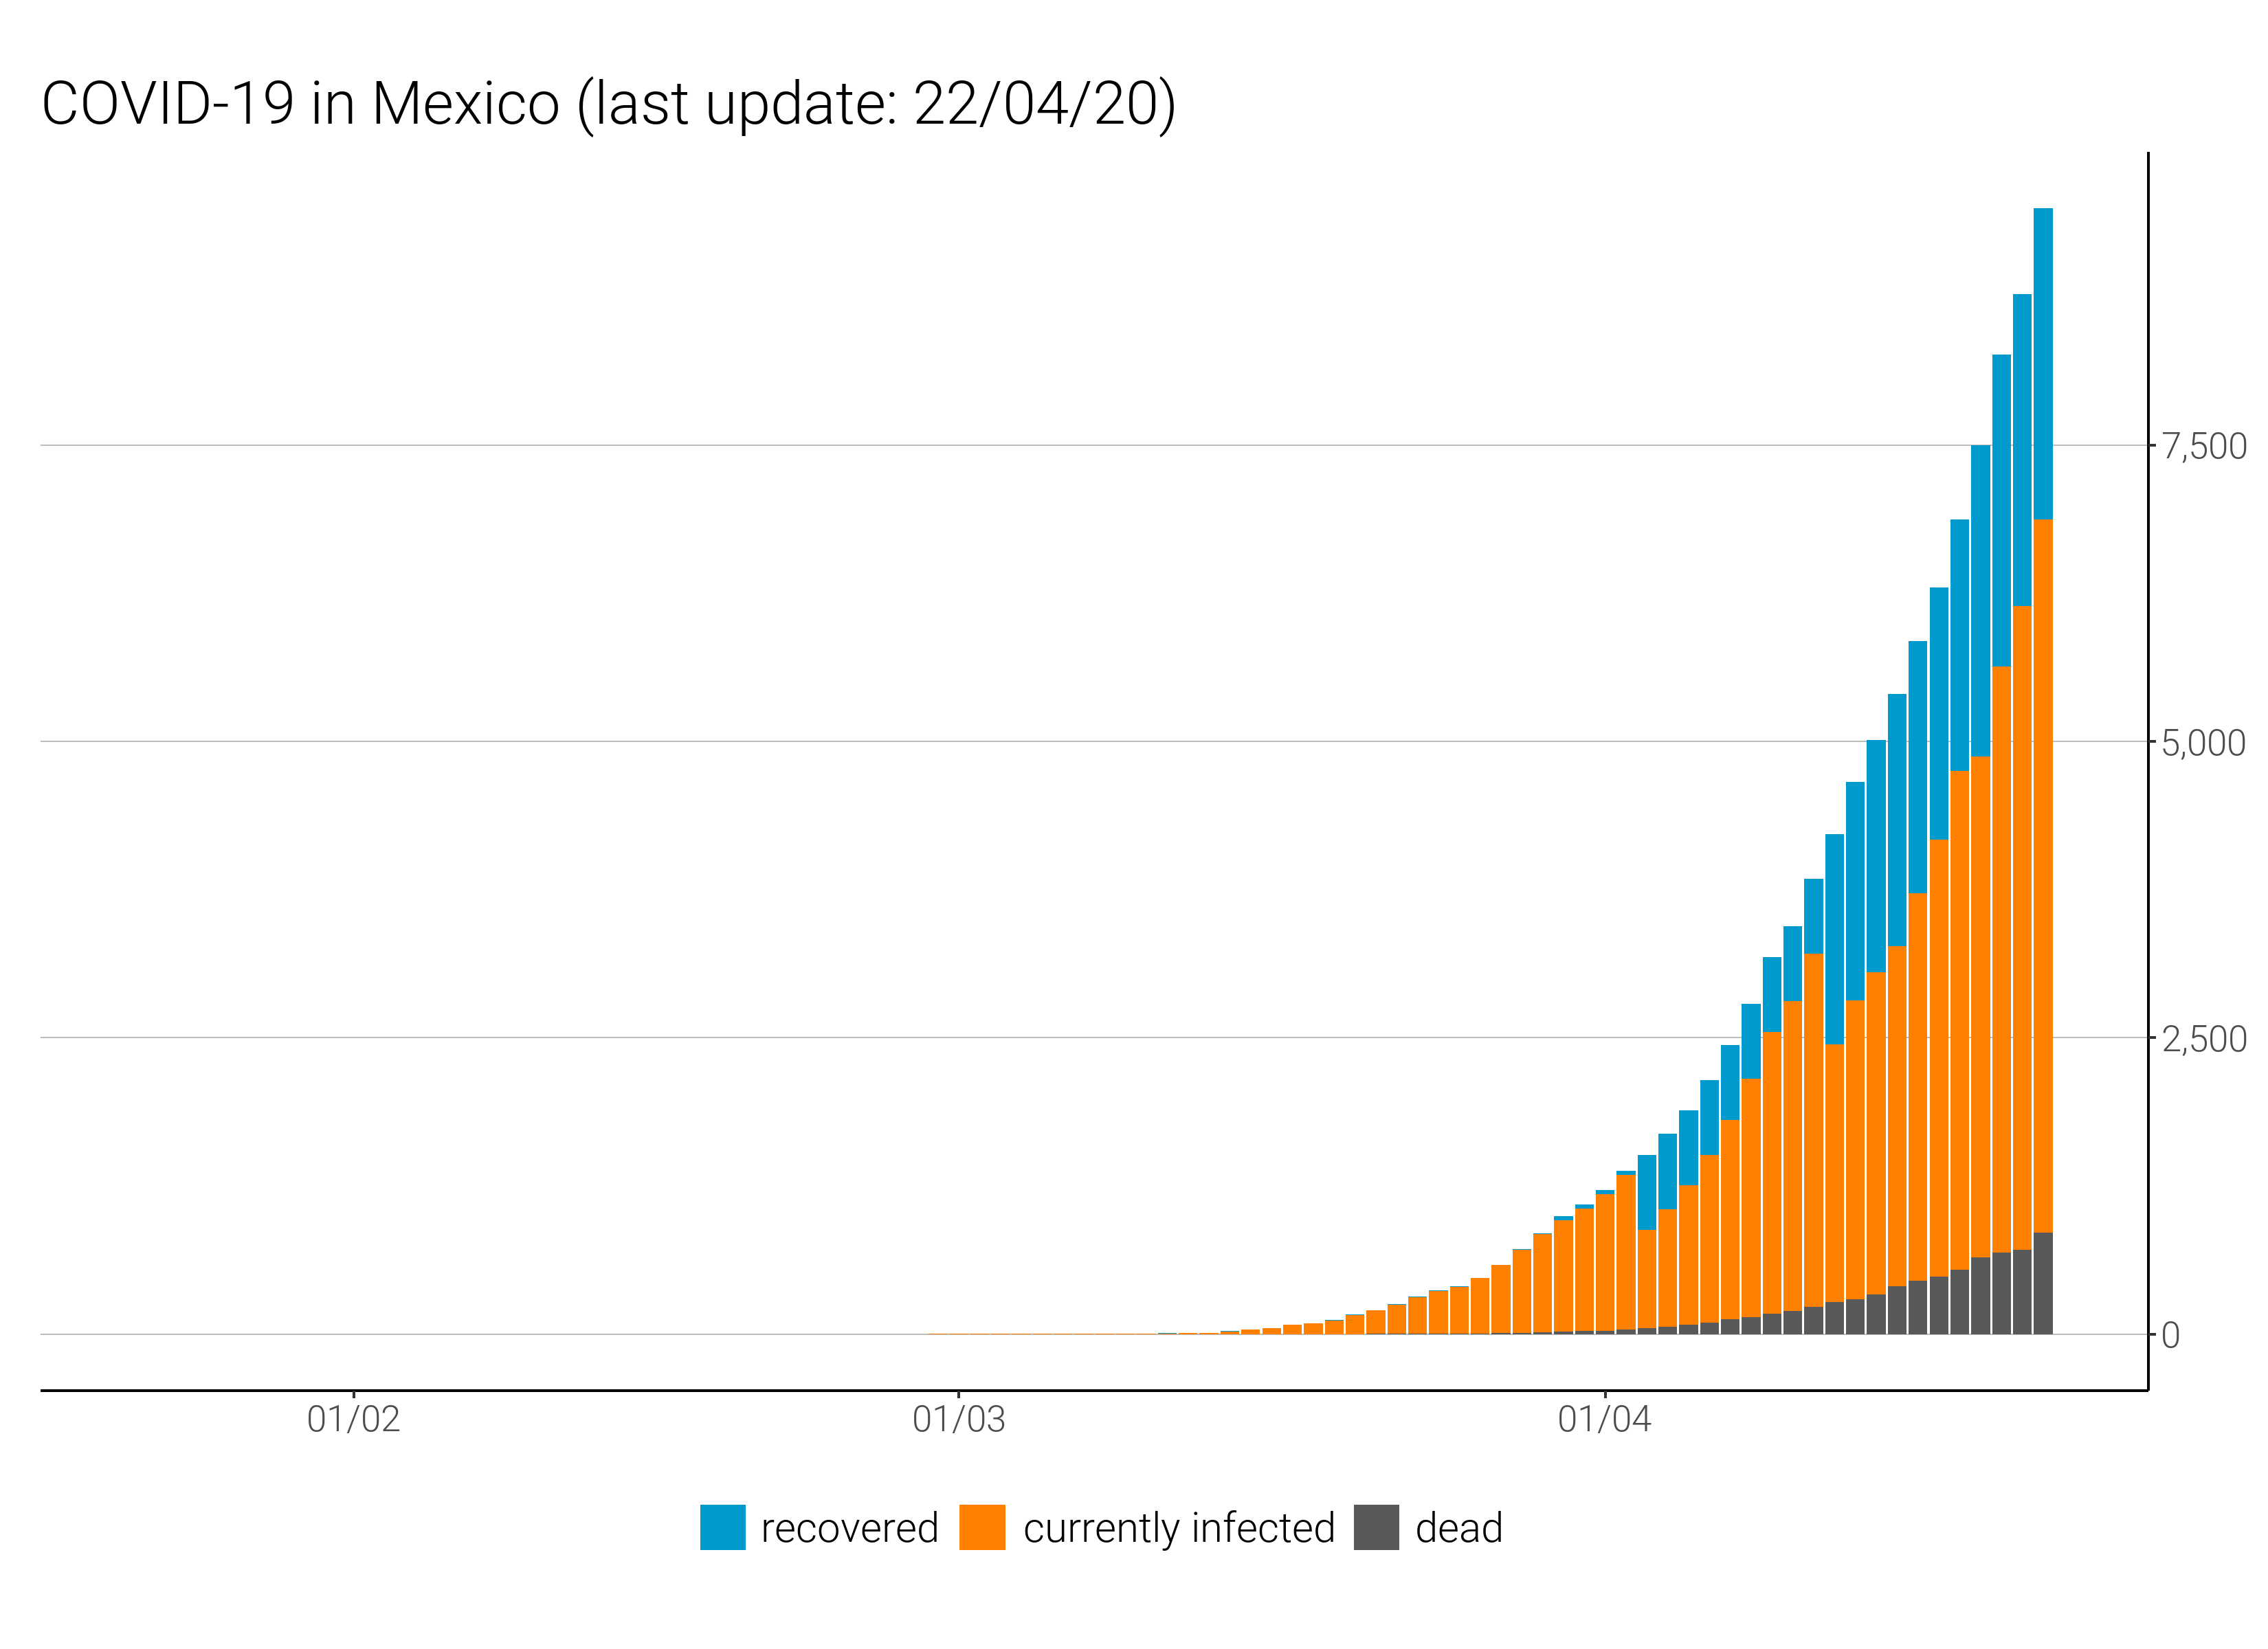 COVID-19 in Mexico (last update: 22/04/20)
7,500
5,000
2,500
0
01/02 01/03 01/04
recovered currently infected dead